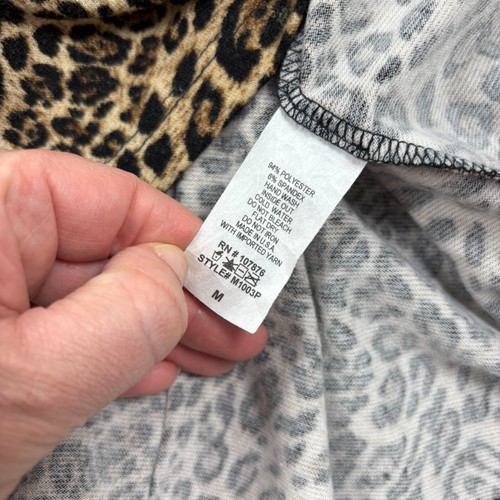 94% POLYESTER
6% SPANDEX
HAND WASH
INSIDE OUT
COLD WATER
DO NOT BLEACH
FLAT DRY
DO NOT IRON
MADE IN U.S.A.
WITH IMPORTED YARN
RN # 107876
STYLE# M1003P
M